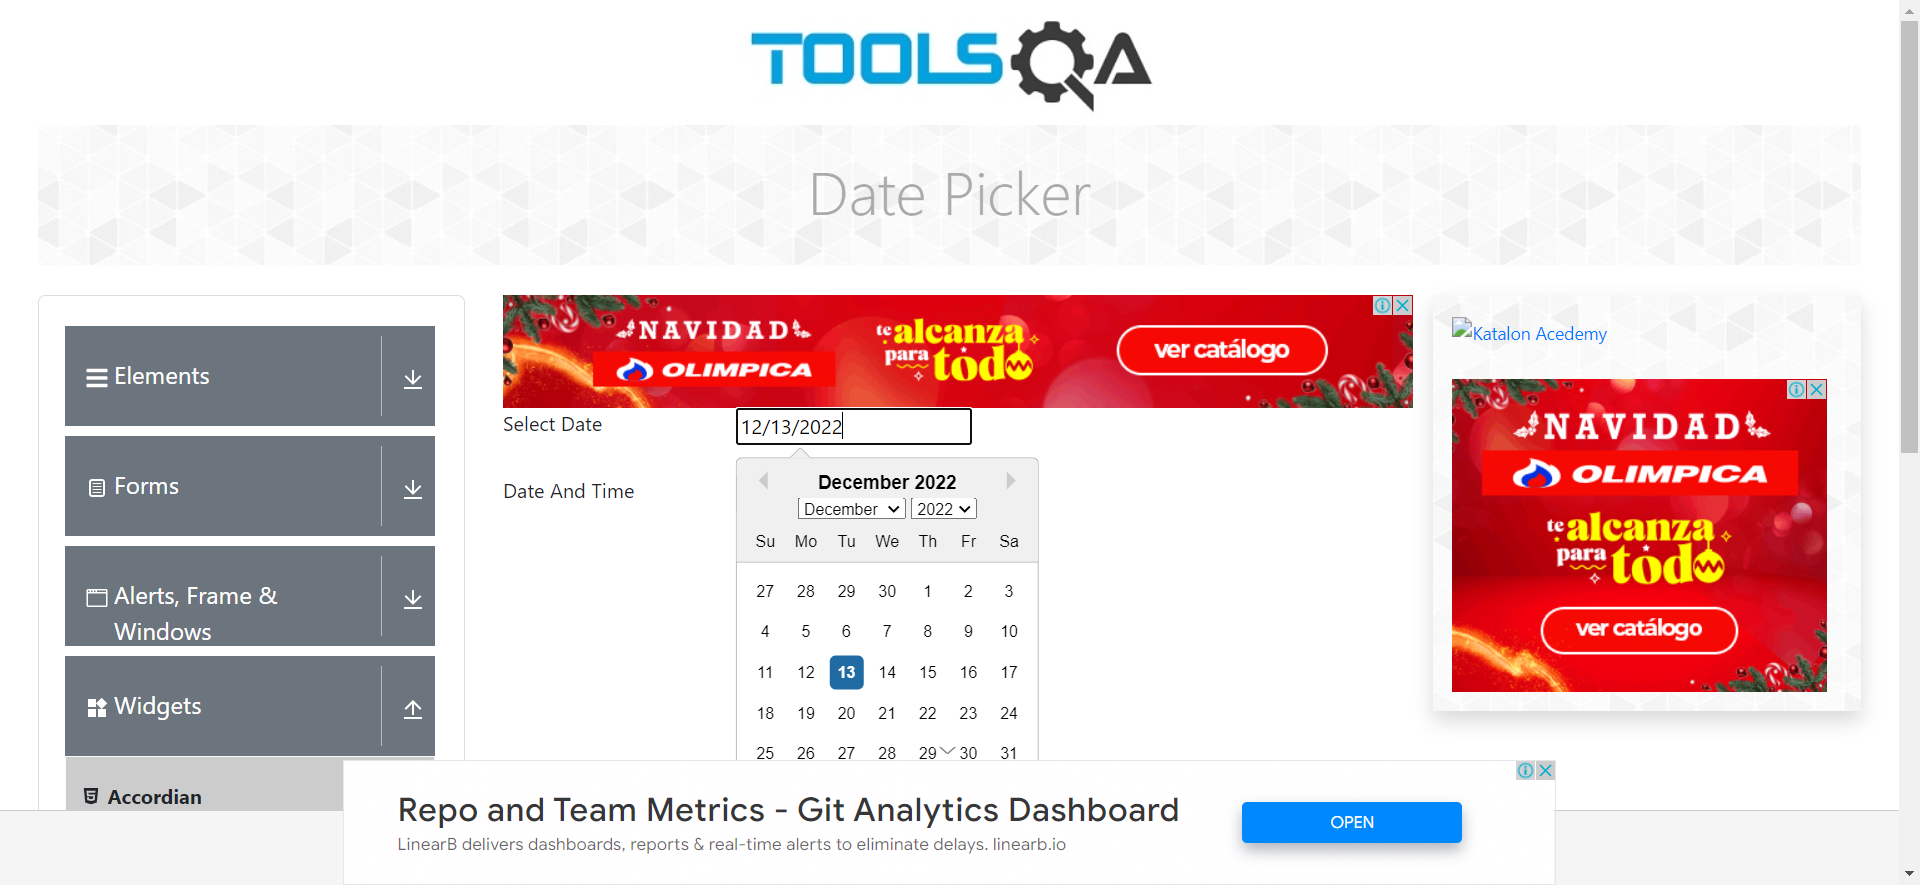 TOOLSQA
Date Picker
Elements
Forms
Alerts, Frame &
Windows
Widgets
Accordian
NAVIDAD
OLIMPICA
te alcanza
para todo
ver catálogo
Select Date
12/13/2022
Date And Time
December 2022
December 2022
Su Mo Tu We Th Fr Sa
27 28 29 30 1 2 3
4 5 6 7 8 9 10
11 12 13 14 15 16 17
18 19 20 21 22 23 24
25 26 27 28 29 30 31
Katalon Acedemy
NAVIDAD
OLIMPICA
te alcanza
para todo
ver catálogo
Repo and Team Metrics - Git Analytics Dashboard
LinearB delivers dashboards, reports & real-time alerts to eliminate delays. linearb.io
OPEN